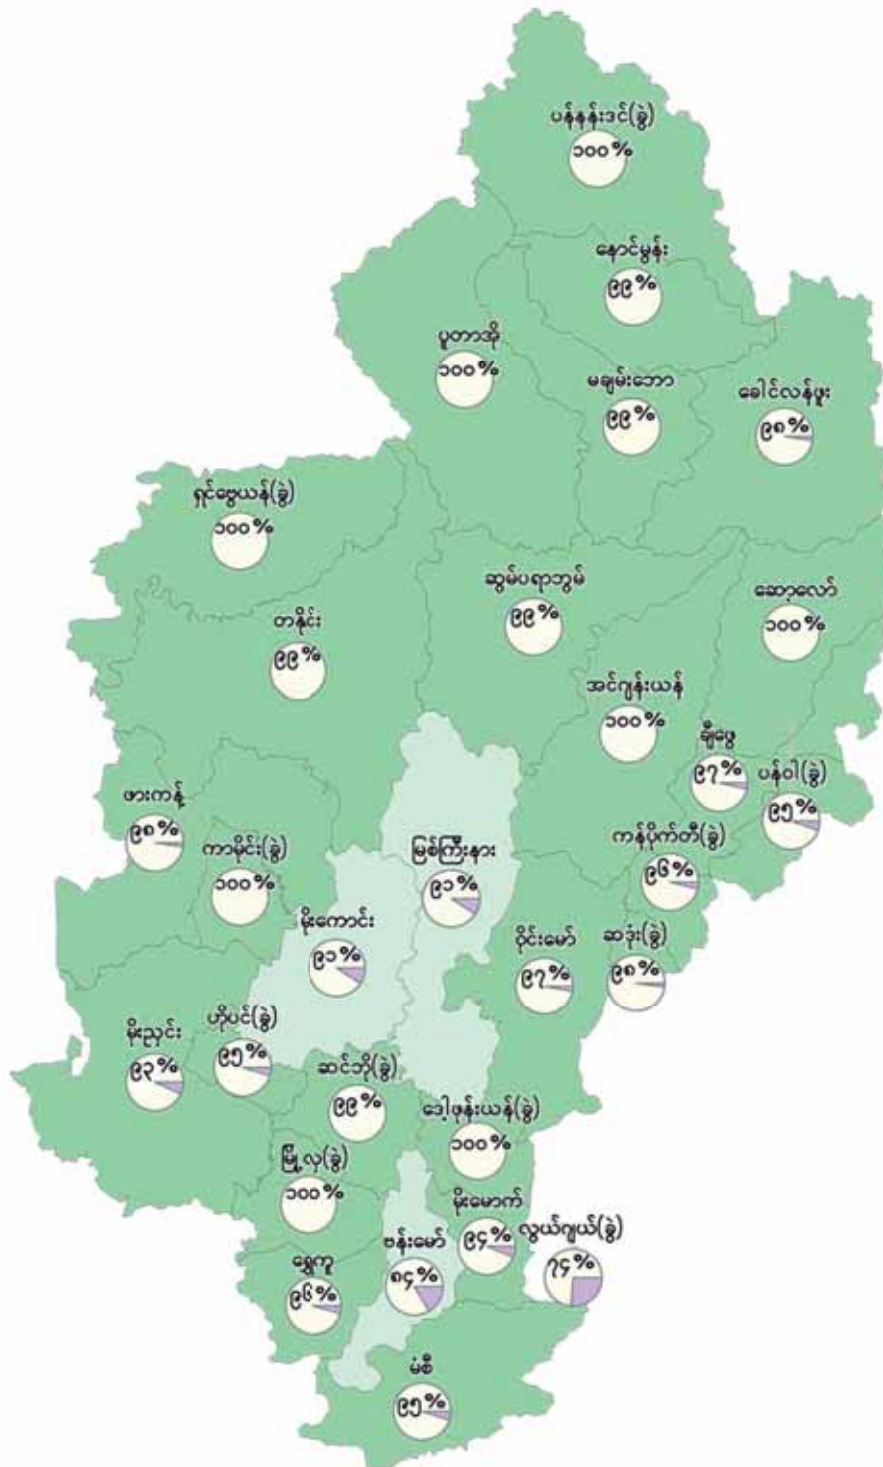 ပန်နန်းဒင်(ခွဲ)
၁၀၀%
နောင်မွန်း
၉၉%
ပူတာအို
၁၀၀%
မချမ်းဘော
၉၉%
ခေါင်လန်ဖူး
၉၈%
ရှင်ဗွေယန်(ခွဲ)
၁၀၀%
ဆွမ်ပရာဘွမ်
၉၉%
ဆော့လော်
၁၀၀%
တနိုင်း
၉၉%
အင်ဂျန်းယန်
၁၀၀%
ချီဖွေ
၉၇%
ပန်ဝါ(ခွဲ)
၉၅%
ဖားကန့်
၉၈%
ကာမိုင်း(ခွဲ)
၁၀၀%
မြစ်ကြီးနား
၉၁%
ကန်ပိုက်တီ(ခွဲ)
၉၆%
မိုးကောင်း
၉၁%
ဝိုင်းမော်
၉၇%
ဆဒုံး(ခွဲ)
၉၈%
မိုးညှင်း
၉၃%
ဟိုပင်(ခွဲ)
၉၅%
ဆင်ဘို(ခွဲ)
၉၉%
ဒေါ့ဖုန်းယန်(ခွဲ)
၁၀၀%
မြို့လှ(ခွဲ)
၁၀၀%
မိုးမောက်
၉၄%
လွယ်ဂျယ်(ခွဲ)
၇၄%
ဗန်းမော်
၈၄%
ရွှေကူ
၉၆%
မံစီ
၉၅%